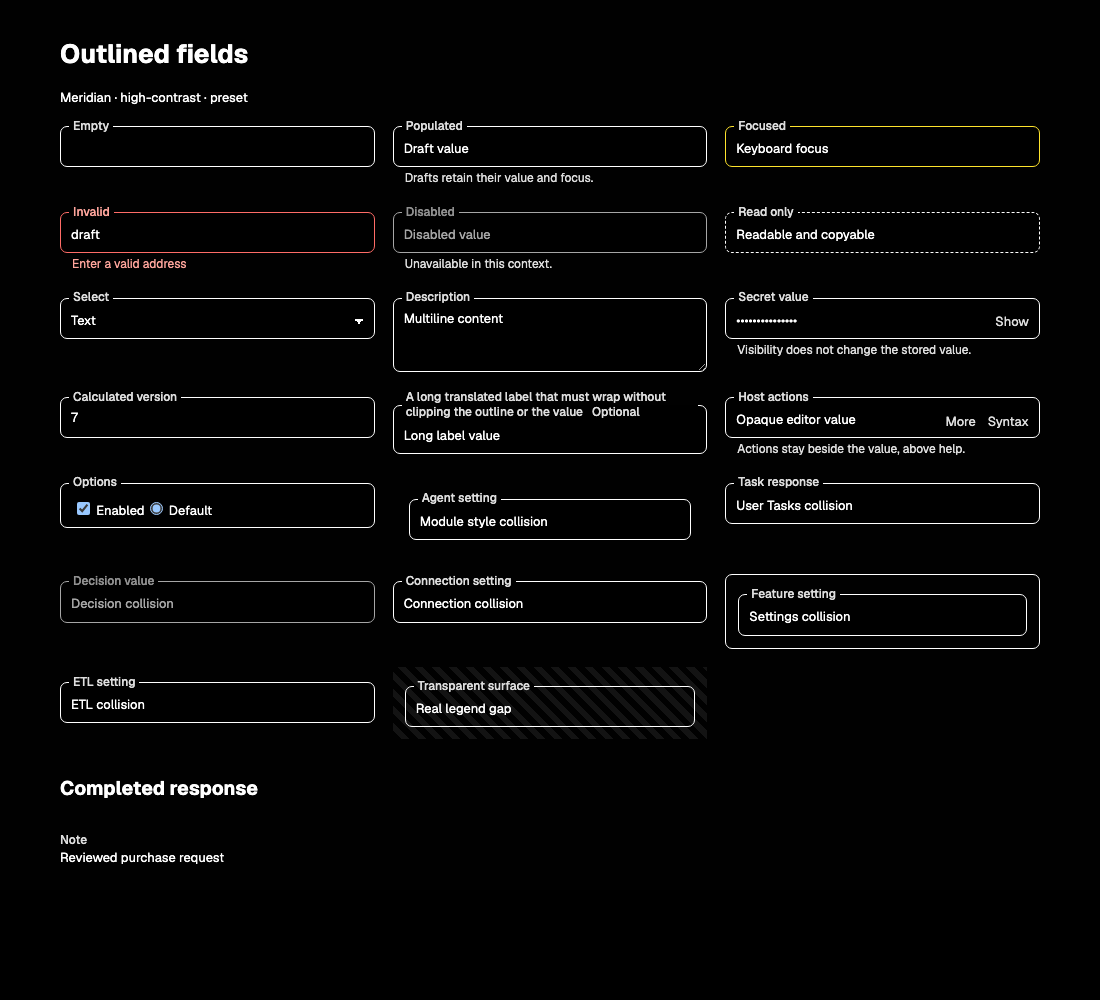 Outlined fields
Meridian · high-contrast · preset
Empty
Populated
Draft value
Drafts retain their value and focus.
Focused
Keyboard focus
Invalid
draft
Enter a valid address
Disabled
Disabled value
Unavailable in this context.
Read only
Readable and copyable
Select
Text
Description
Multiline content
Secret value
•••••••••••••••
Show
Visibility does not change the stored value.
Calculated version
7
A long translated label that must wrap without
clipping the outline or the value Optional
Long label value
Host actions
Opaque editor value
More Syntax
Actions stay beside the value, above help.
Options
Enabled Default
Agent setting
Module style collision
Task response
User Tasks collision
Decision value
Decision collision
Connection setting
Connection collision
Feature setting
Settings collision
ETL setting
ETL collision
Transparent surface
Real legend gap
Completed response
Note
Reviewed purchase request